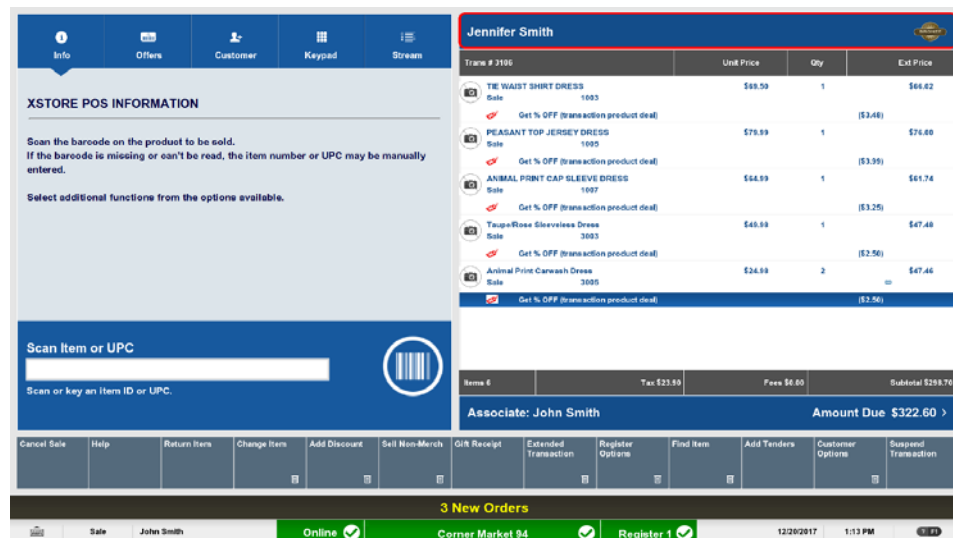 Info
Offers
Customer
Keypad
Stream
XSTORE POS INFORMATION
Scan the barcode on the product to be sold.
If the barcode is missing or can't be read, the item number or UPC may be manually
entered.
Select additional functions from the options available.
Scan Item or UPC
Scan or key an item ID or UPC.
Jennifer Smith
Trans # 3106 Unit Price Qty Ext Price
TIE WAIST SHIRT DRESS $69.50 1 $66.02
Sale 1003
Get % OFF (transaction product deal) ($3.48)
PEASANT TOP JERSEY DRESS $79.99 1 $76.00
Sale 1005
Get % OFF (transaction product deal) ($3.99)
ANIMAL PRINT CAP SLEEVE DRESS $64.99 1 $61.74
Sale 1007
Get % OFF (transaction product deal) ($3.25)
Taupe/Rose Sleeveless Dress $49.98 1 $47.48
Sale 3003
Get % OFF (transaction product deal) ($2.50)
Animal Print Carwash Dress $24.98 2 $47.46
Sale 3005
Get % OFF (transaction product deal) ($2.50)
Items 6 Tax $23.90 Fees $0.00 Subtotal $298.70
Associate: John Smith Amount Due $322.60 >
Cancel Sale
Help
Return Item
Change Item
Add Discount
Sell Non-Merch
Gift Receipt
Extended
Transaction
Register
Options
Find Item
Add Tenders
Customer
Options
Suspend
Transaction
3 New Orders
Sale John Smith Online Corner Market 94 Register 1 12/20/2017 1:13 PM